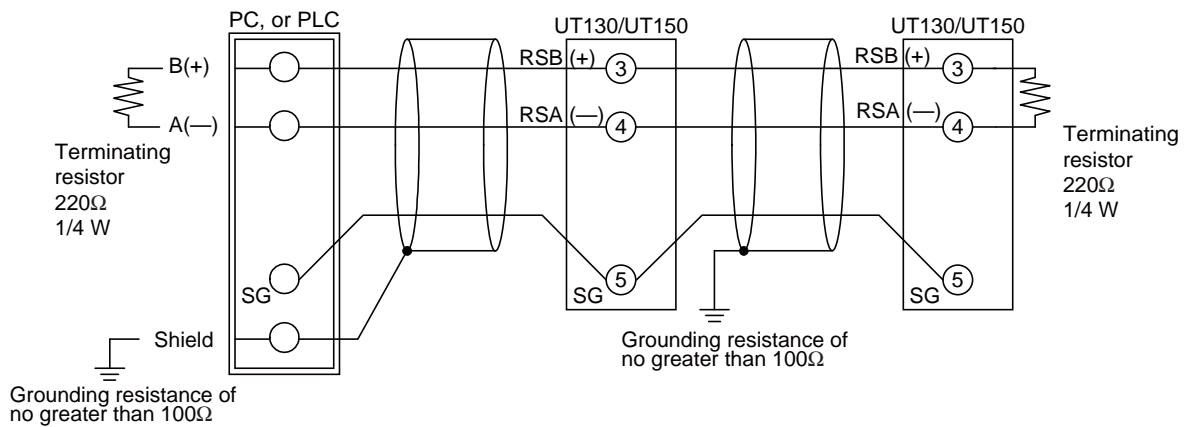 PC, or PLC
UT130/UT150
UT130/UT150
B(+)
RSB (+) 3
RSB (+) 3
A(—)
RSA (—) 4
RSA (—) 4
Terminating
resistor
220Ω
1/4 W
Terminating
resistor
220Ω
1/4 W
SG
SG 5
SG 5
Shield
Grounding resistance of
no greater than 100Ω
Grounding resistance of
no greater than 100Ω